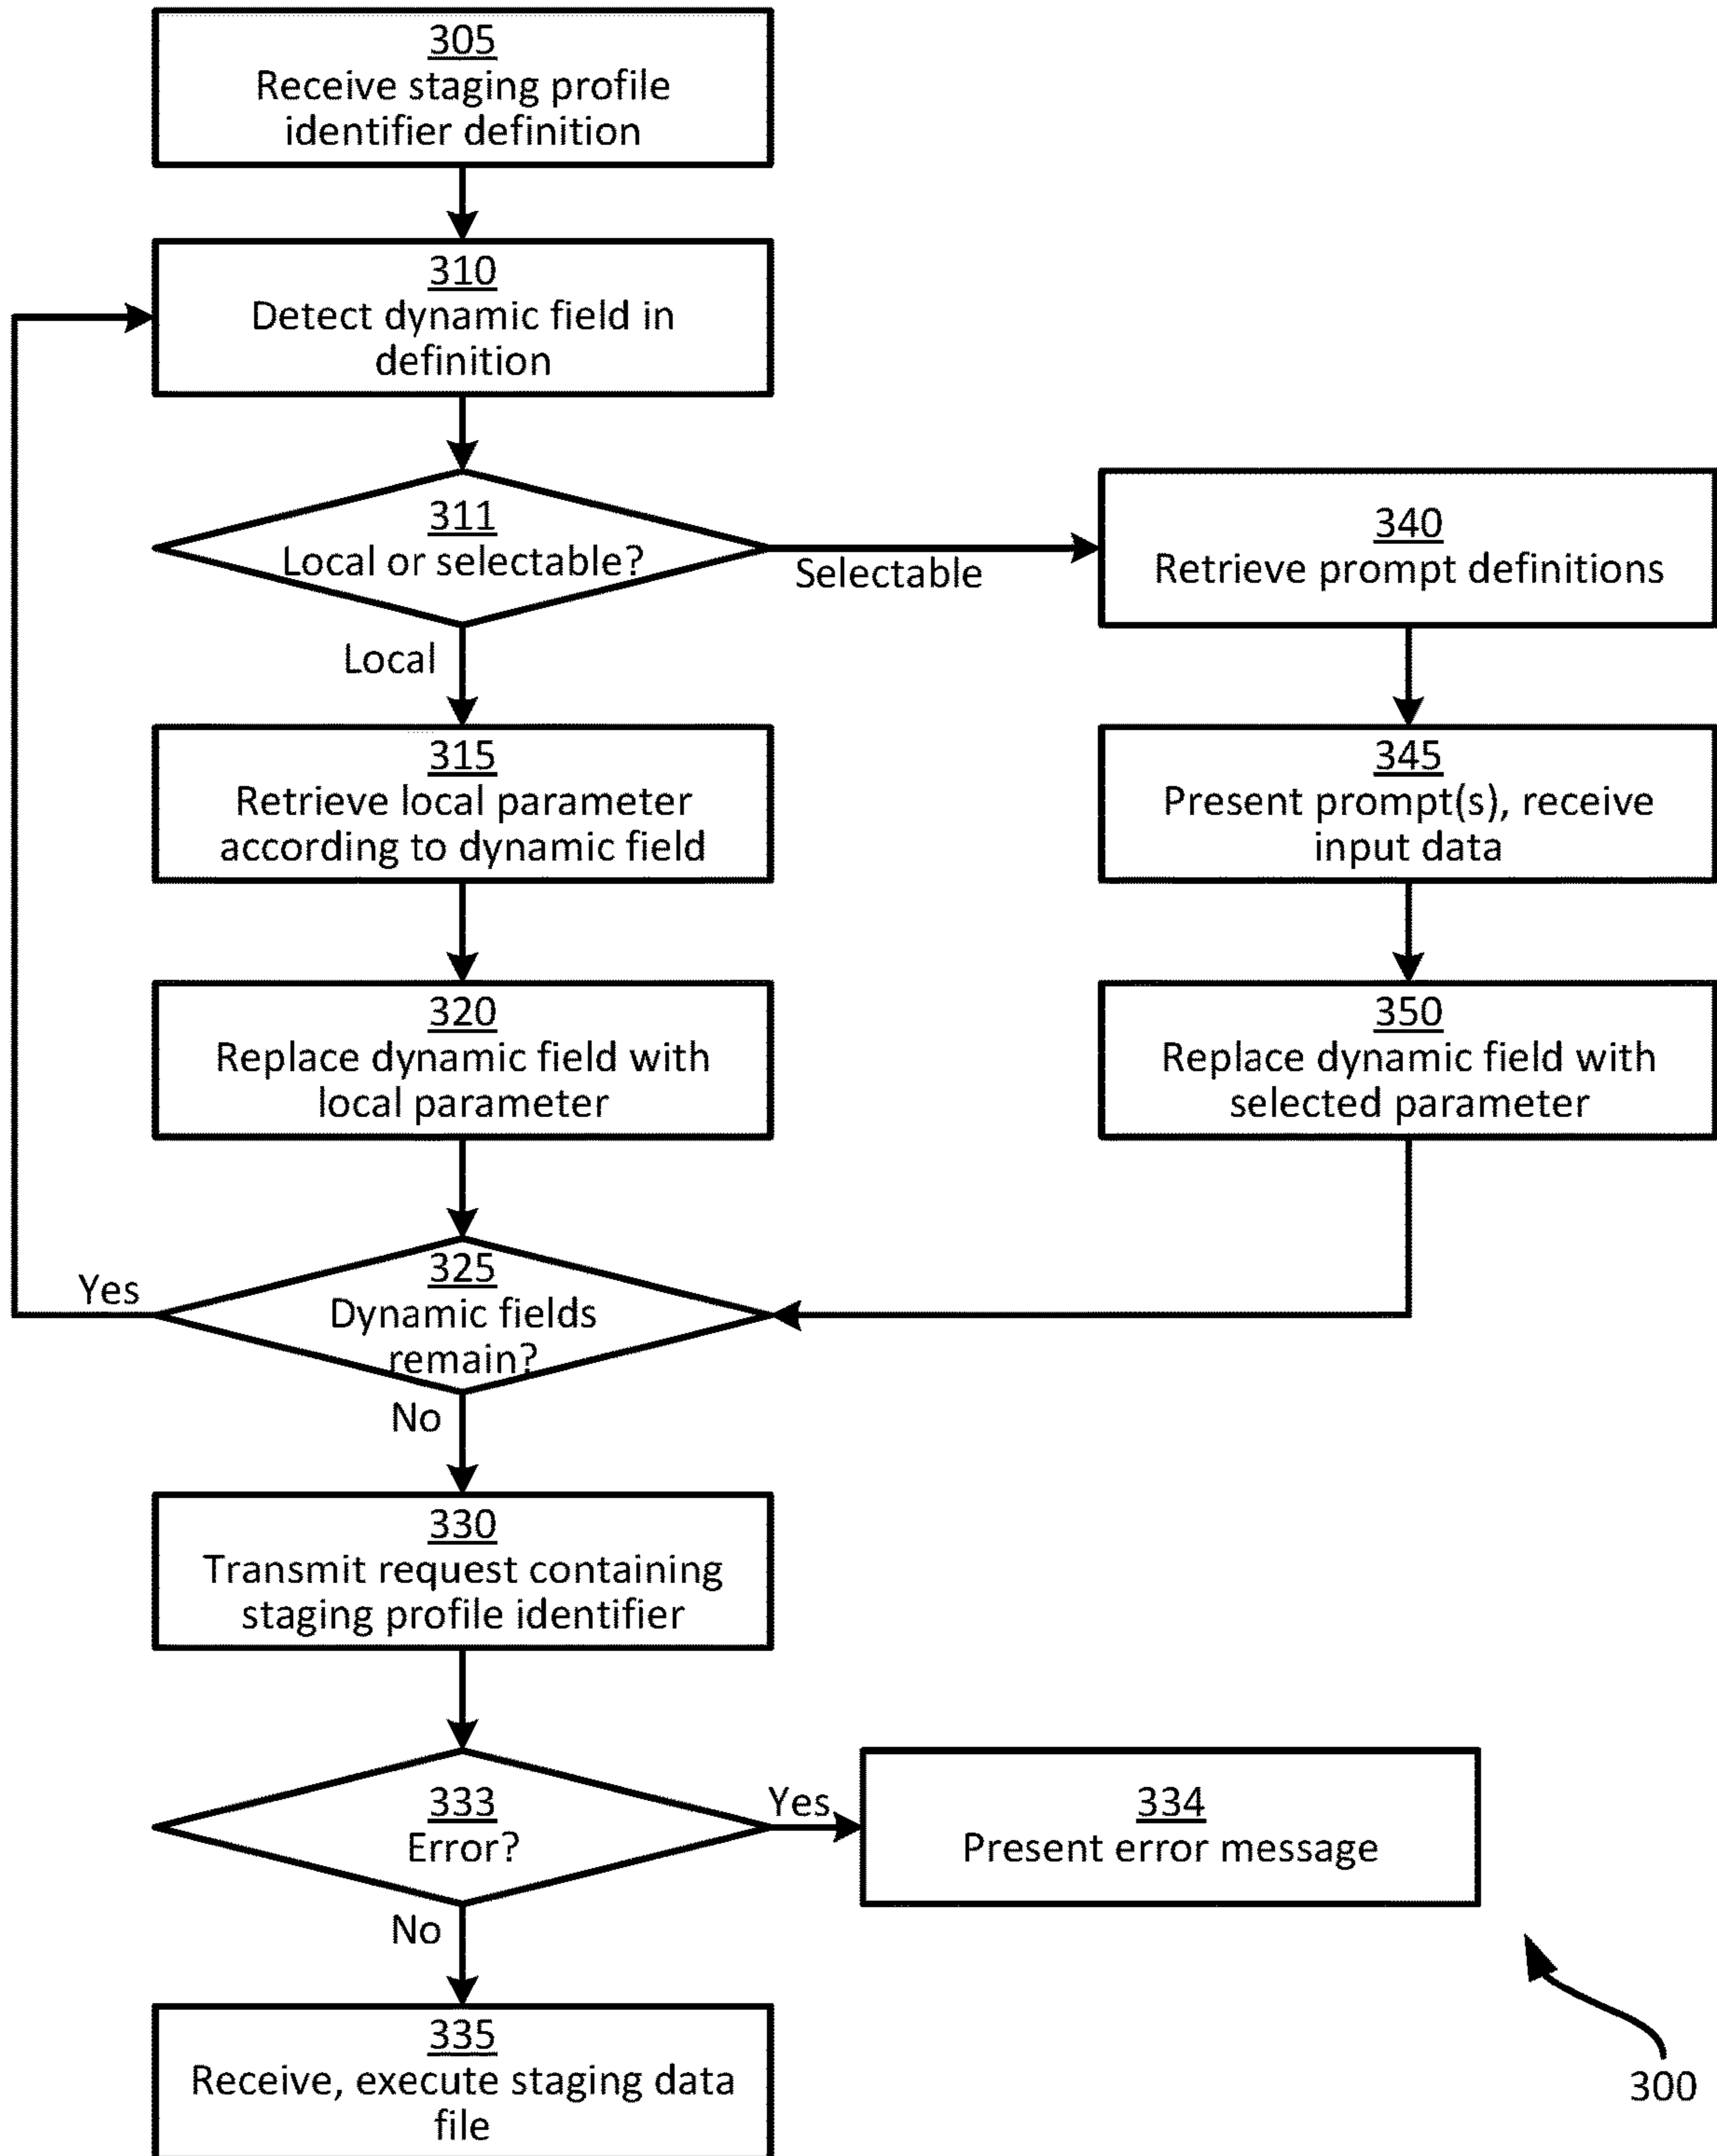 305
Receive staging profile
identifier definition
310
Detect dynamic field in
definition
311
Local or selectable?
Selectable
Local
340
Retrieve prompt definitions
315
Retrieve local parameter
according to dynamic field
345
Present prompt(s), receive
input data
320
Replace dynamic field with
local parameter
350
Replace dynamic field with
selected parameter
325
Dynamic fields
remain?
Yes
No
330
Transmit request containing
staging profile identifier
333
Error?
Yes
334
Present error message
No
335
Receive, execute staging data
file
300